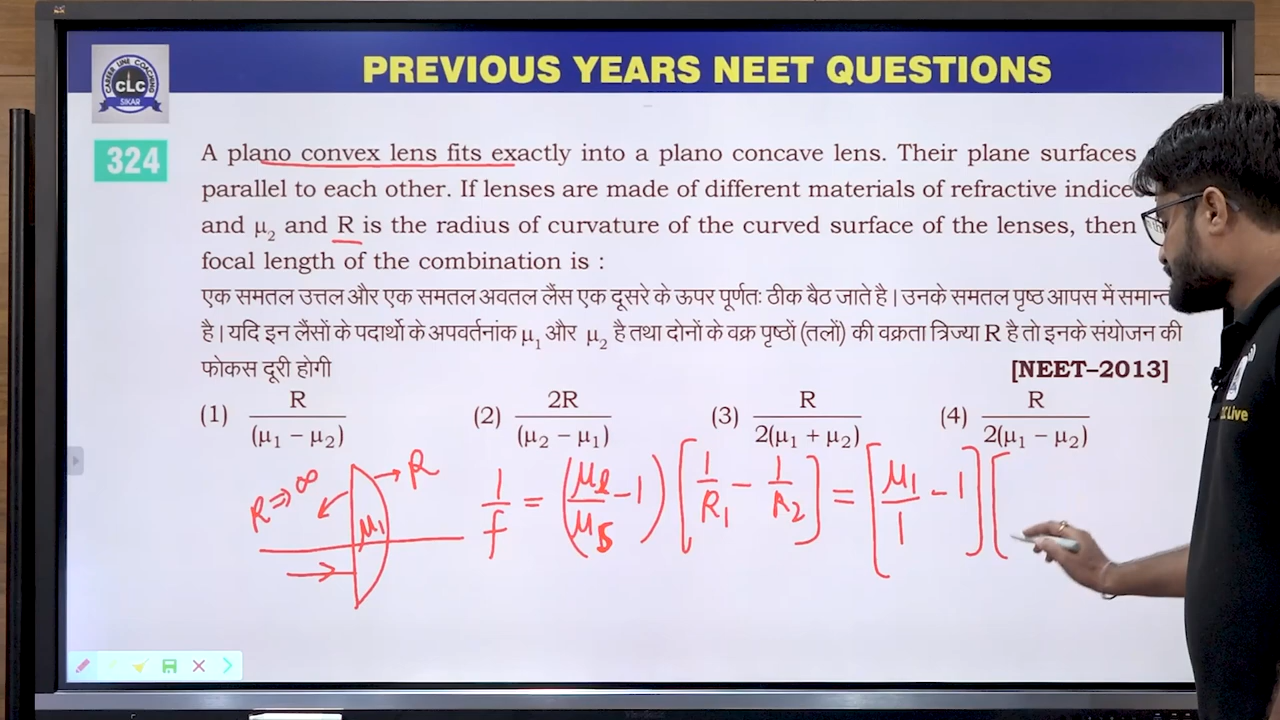 PREVIOUS YEARS NEET QUESTIONS
CAREER LINE COACHING
CLC
SIKAR
324
A plano convex lens fits exactly into a plano concave lens. Their plane surfaces
parallel to each other. If lenses are made of different materials of refractive indice
and μ₂ and R is the radius of curvature of the curved surface of the lenses, then
focal length of the combination is :
एक समतल उत्तल और एक समतल अवतल लैंस एक दूसरे के ऊपर पूर्णतः ठीक बैठ जाते है। उनके समतल पृष्ठ आपस में समान्त
है। यदि इन लैंसों के पदार्थो के अपवर्तनांक μ₁ और μ₂ है तथा दोनों के वक्र पृष्ठों (तलों) की वक्रता त्रिज्या R है तो इनके संयोजन की
फोकस दूरी होगी [NEET–2013]
(1) R/(μ₁ – μ₂) (2) 2R/(μ₂ – μ₁) (3) R/2(μ₁ + μ₂) (4) R/2(μ₁ – μ₂)
R⇒∞ μ₁ → R
1/f = (μℓ/μs - 1) [1/R₁ - 1/R₂] = [μ₁/1 - 1] [
Live